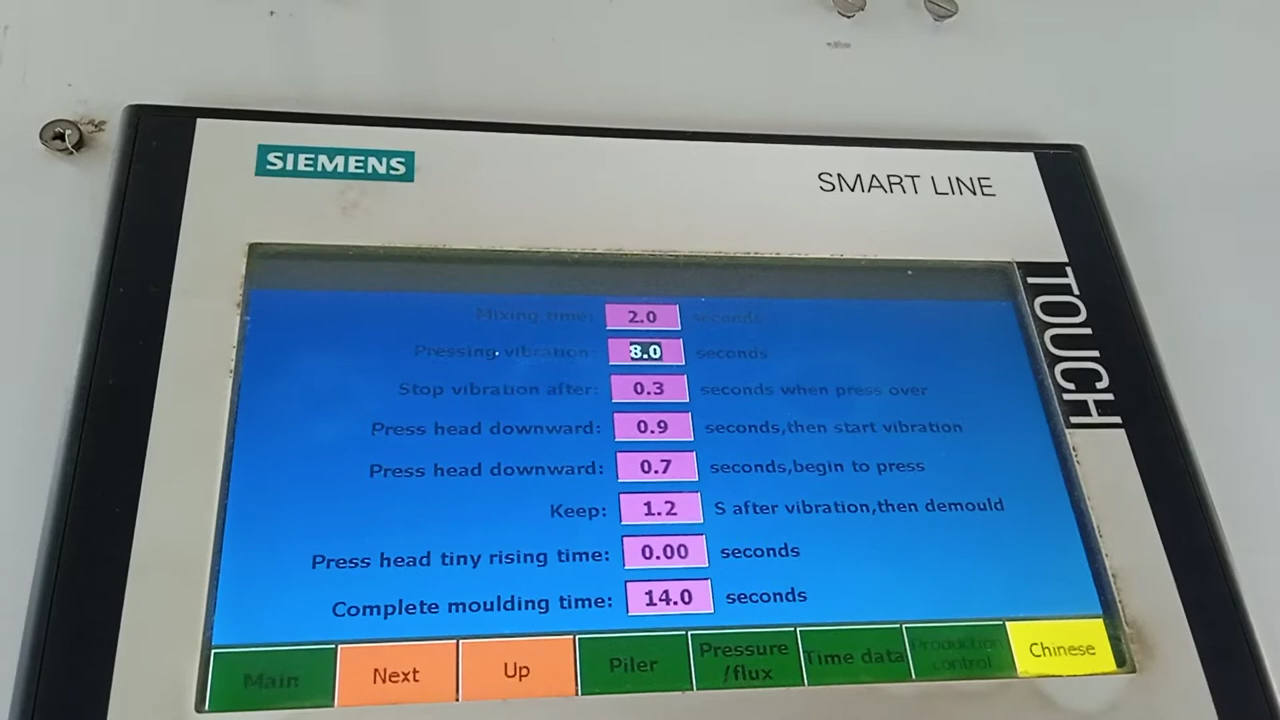 SIEMENS
SMART LINE
TOUCH
Mixing time: 2.0 seconds
Pressing vibration: 8.0 seconds
Stop vibration after: 0.3 seconds when press over
Press head downward: 0.9 seconds,then start vibration
Press head downward: 0.7 seconds,begin to press
Keep: 1.2 S after vibration,then demould
Press head tiny rising time: 0.00 seconds
Complete moulding time: 14.0 seconds
Main
Next
Up
Piler
Pressure
/flux
Time data
Production
control
Chinese